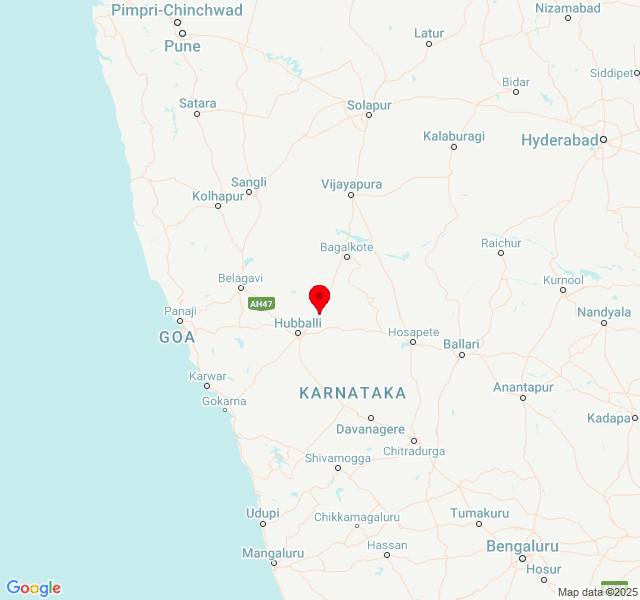 Pimpri-Chinchwad
Nizamabad
Pune
Latur
Siddipet
Bidar
Satara
Solapur
Kalaburagi
Hyderabad
Sangli
Vijayapura
Kolhapur
Bagalkote
Raichur
Belagavi
Kurnool
AH47
Panaji
Nandyala
Hubballi
GOA
Hosapete
Ballari
Karwar
Anantapur
KARNATAKA
Gokarna
Kadapa
Davanagere
Chitradurga
Shivamogga
Udupi
Chikkamagaluru
Tumakuru
Bengaluru
Mangaluru
Hassan
Hosur
Google
Map data ©2025